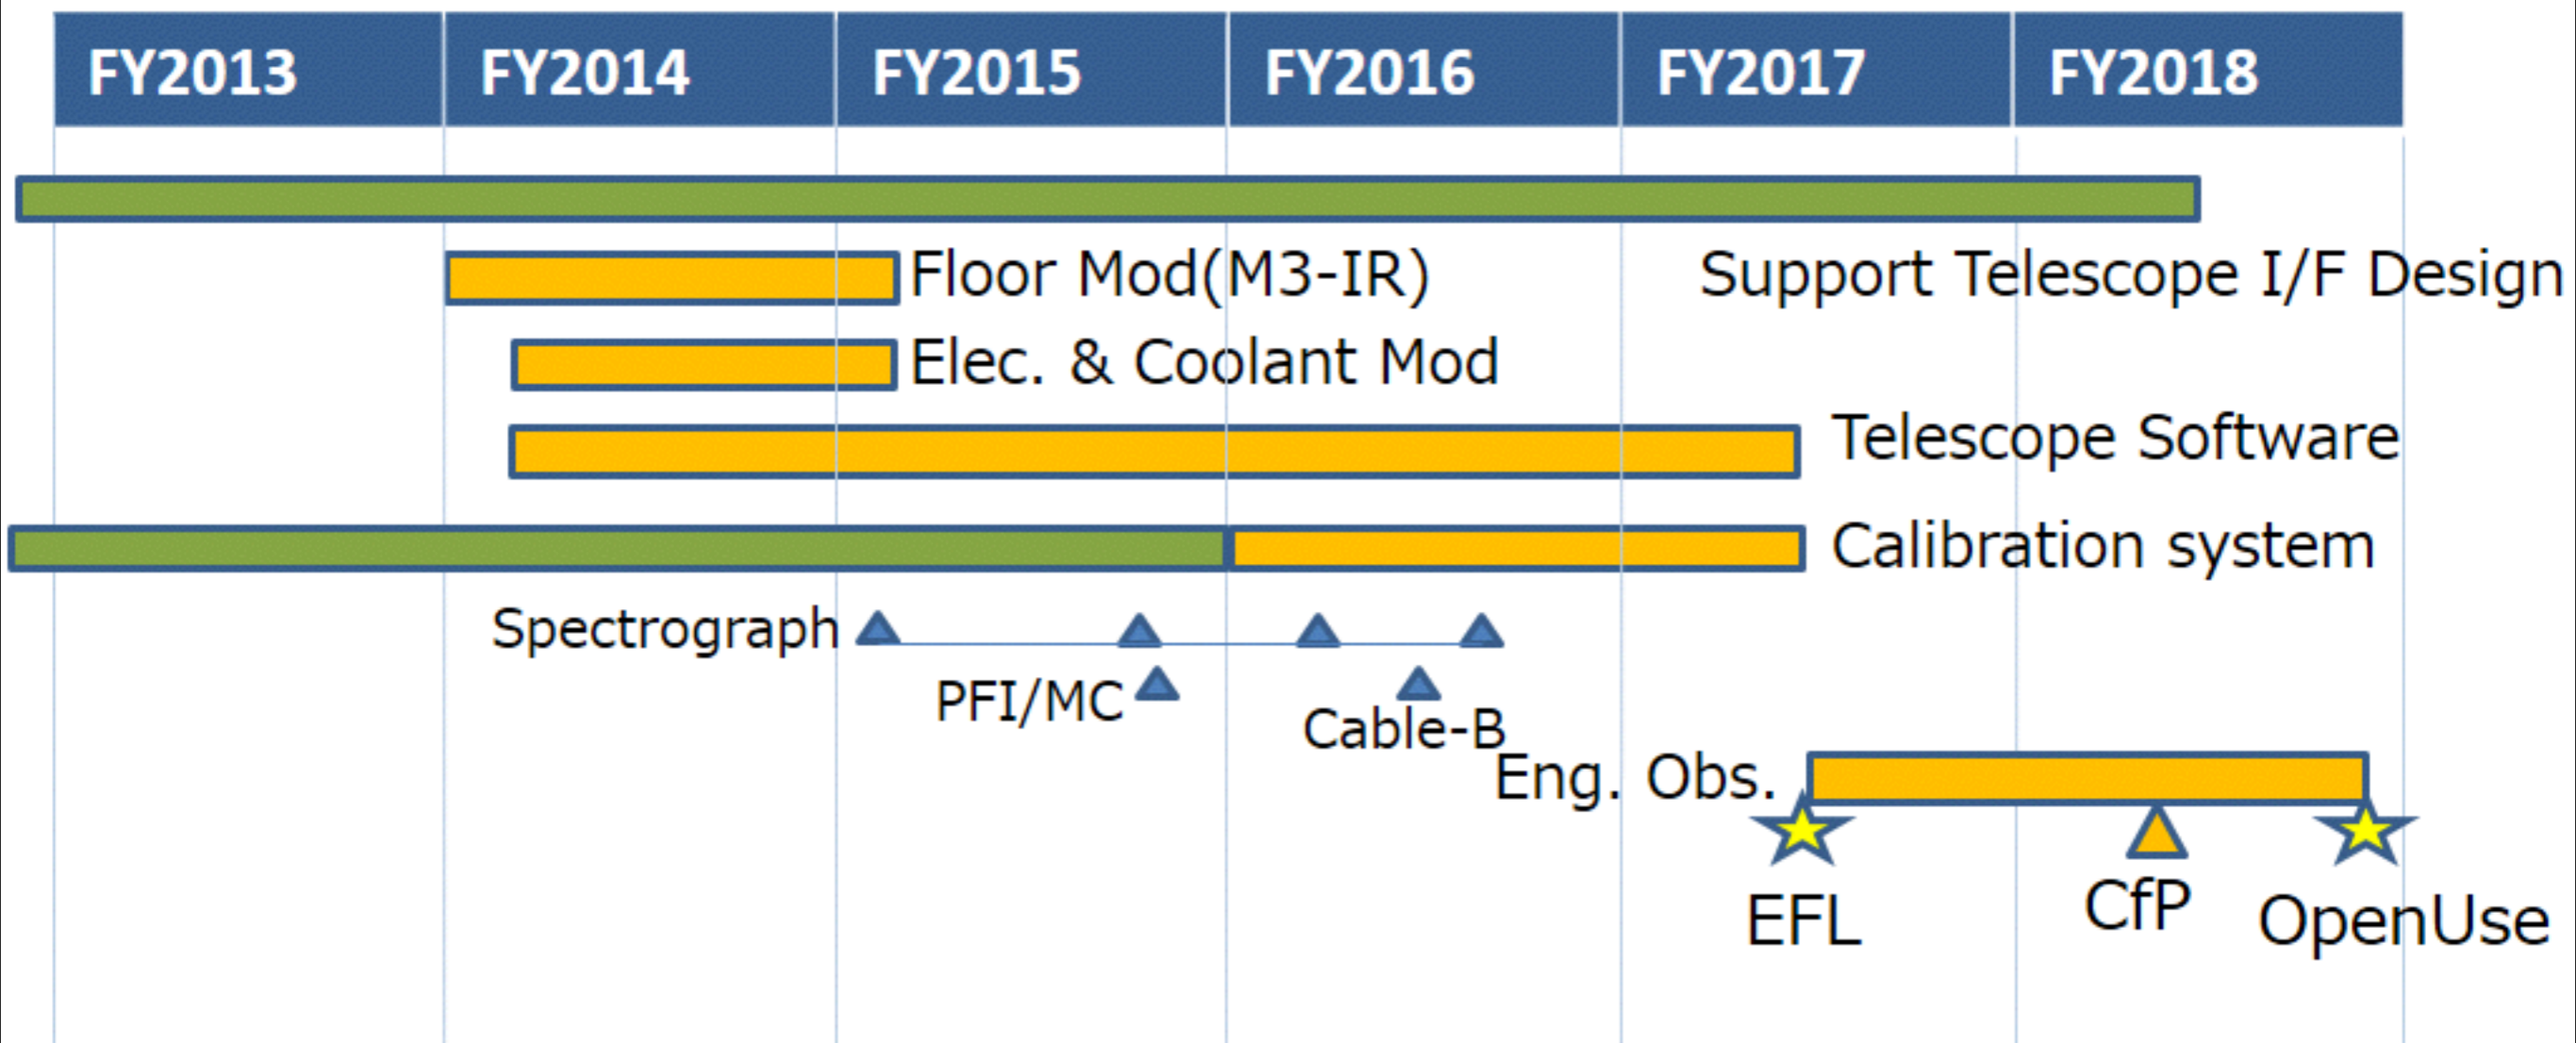 FY2013 FY2014 FY2015 FY2016 FY2017 FY2018
Floor Mod(M3-IR) Support Telescope I/F Design
Elec. & Coolant Mod
Telescope Software
Calibration system
Spectrograph
PFI/MC
Cable-B
Eng. Obs.
EFL CfP OpenUse